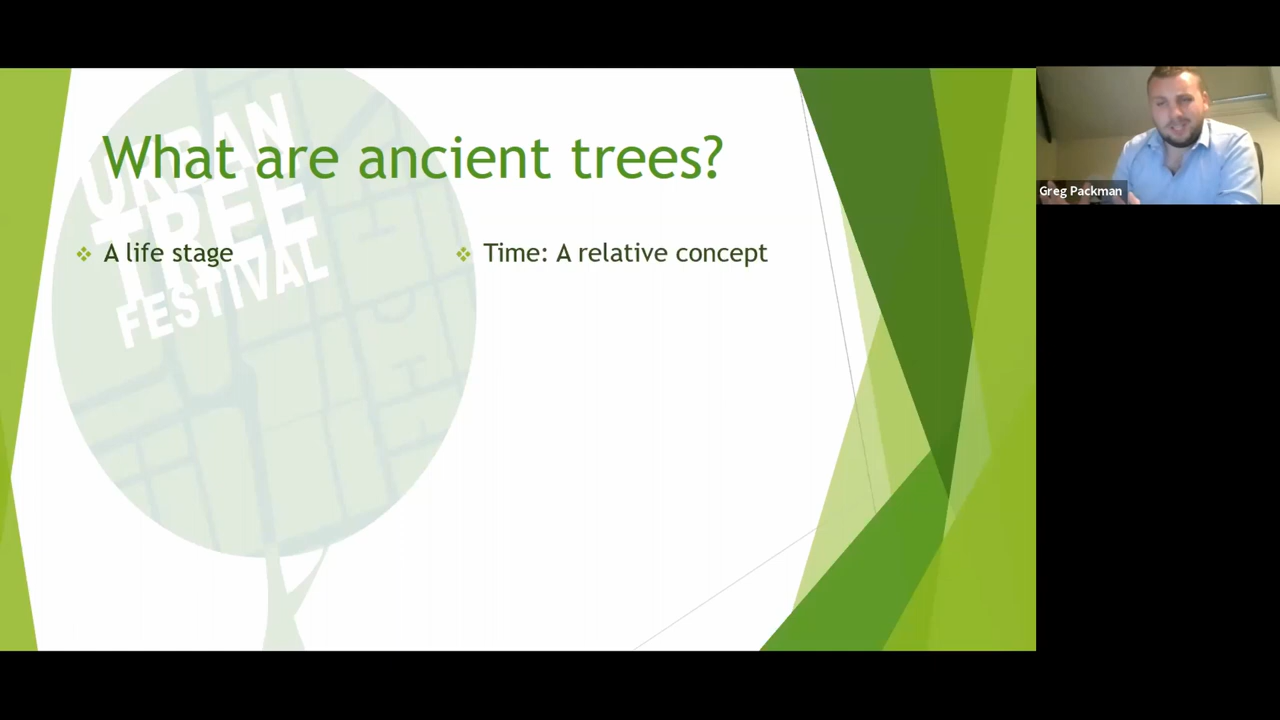 What are ancient trees?
URBAN
TREE
FESTIVAL
A life stage
Time: A relative concept
Greg Packman